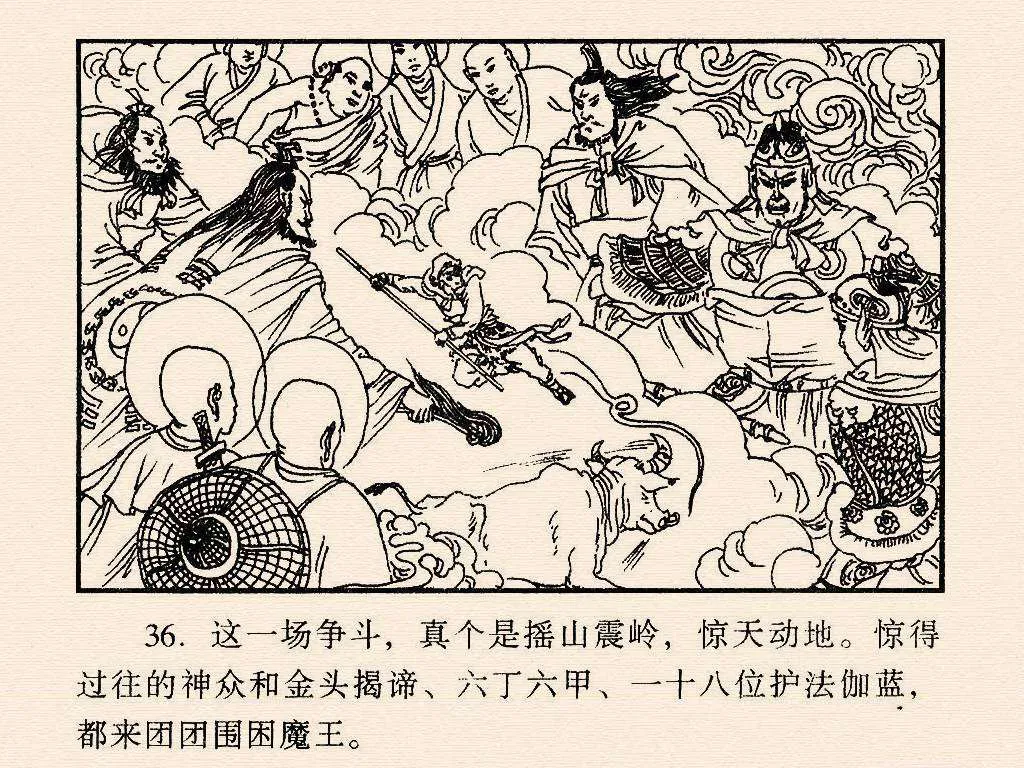 36. 这一场争斗，真个是摇山震岭，惊天动地。惊得
过往的神众和金头揭谛、六丁六甲、一十八位护法伽蓝，
都来团团围困魔王。